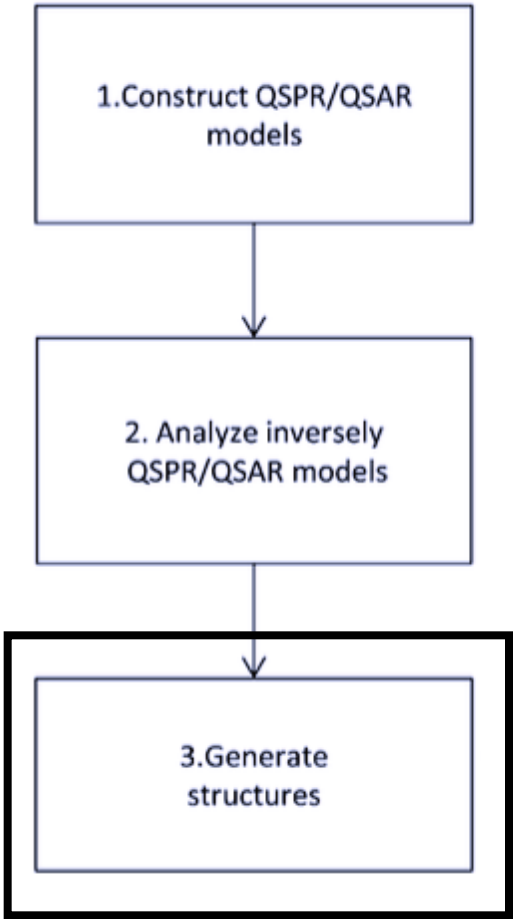 1.Construct QSPR/QSAR
models
2. Analyze inversely
QSPR/QSAR models
3.Generate
structures